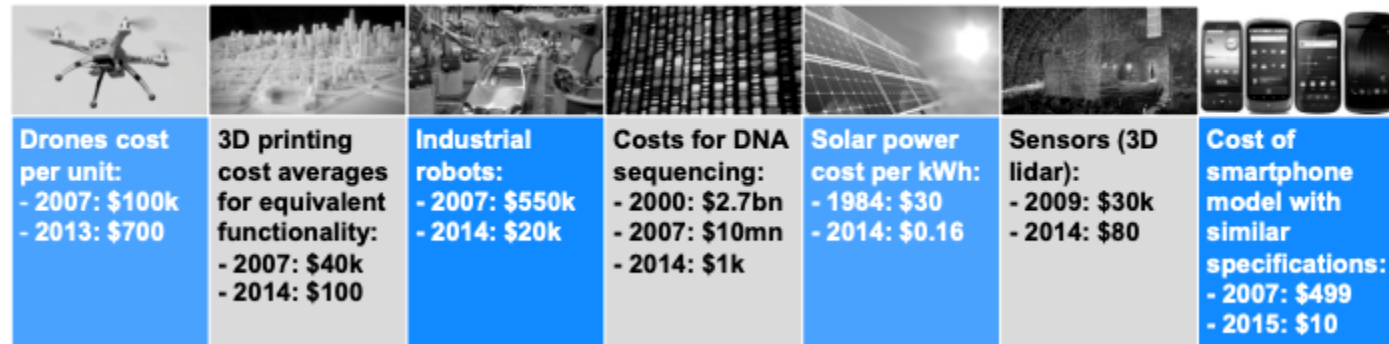 Drones cost
per unit:
- 2007: $100k
- 2013: $700
3D printing
cost averages
for equivalent
functionality:
- 2007: $40k
- 2014: $100
Industrial
robots:
- 2007: $550k
- 2014: $20k
Costs for DNA
sequencing:
- 2000: $2.7bn
- 2007: $10mn
- 2014: $1k
Solar power
cost per kWh:
- 1984: $30
- 2014: $0.16
Sensors (3D
lidar):
- 2009: $30k
- 2014: $80
Cost of
smartphone
model with
similar
specifications:
- 2007: $499
- 2015: $10